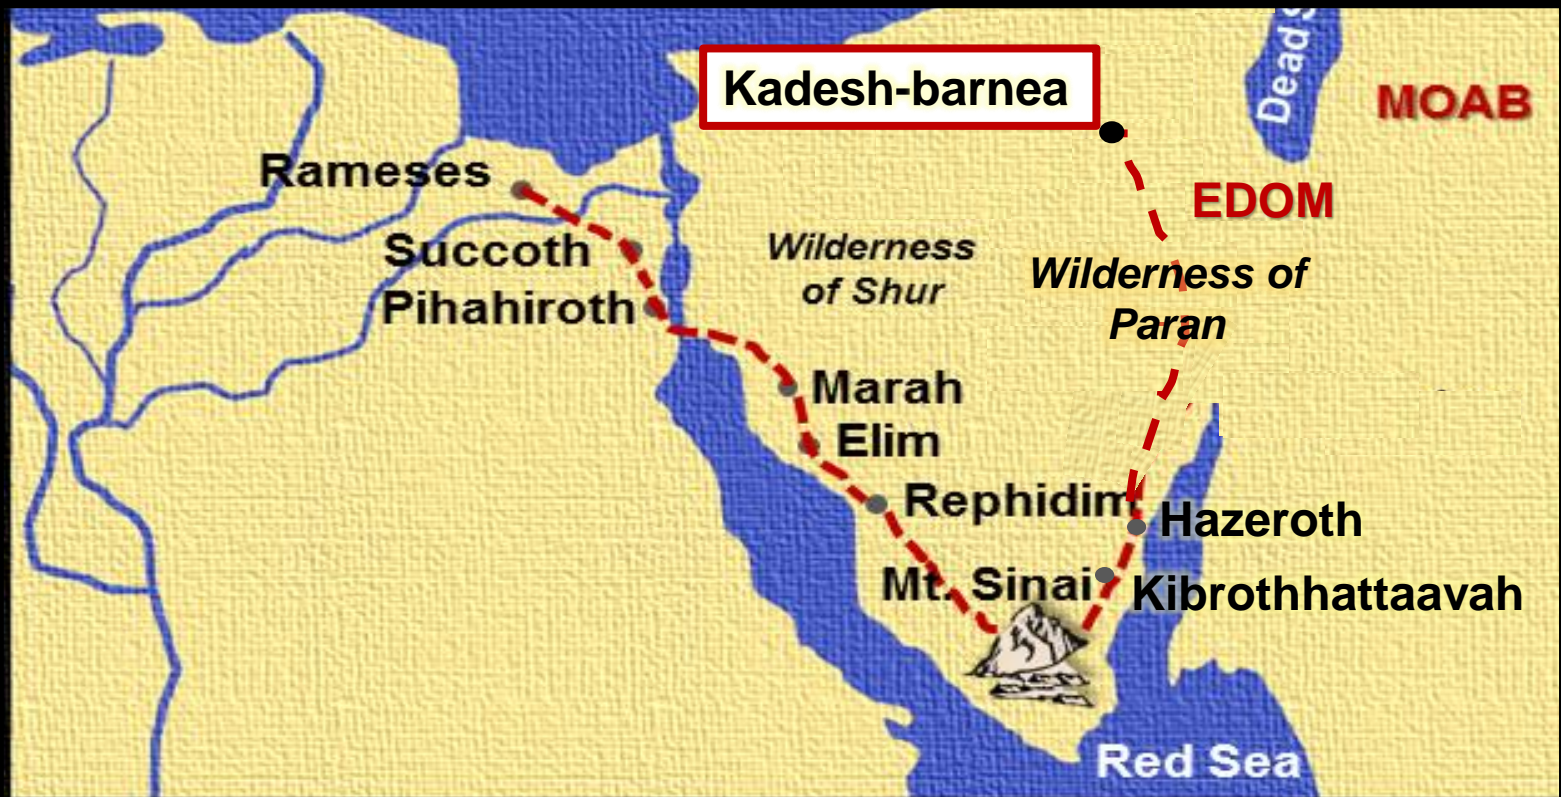 Kadesh-barnea
Dead S
MOAB
Rameses
EDOM
Succoth
Wilderness
of Shur
Wilderness of
Paran
Pihahiroth
Marah
Elim
Rephidim
Hazeroth
Mt. Sinai
Kibrothhattaavah
Red Sea